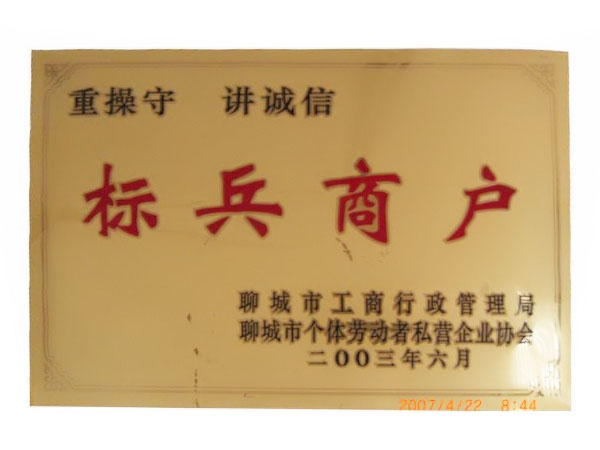 重操守 讲诚信
标兵商户
聊城市工商行政管理局
聊城市个体劳动者私营企业协会
二00三年六月
2007/4/22 8:44